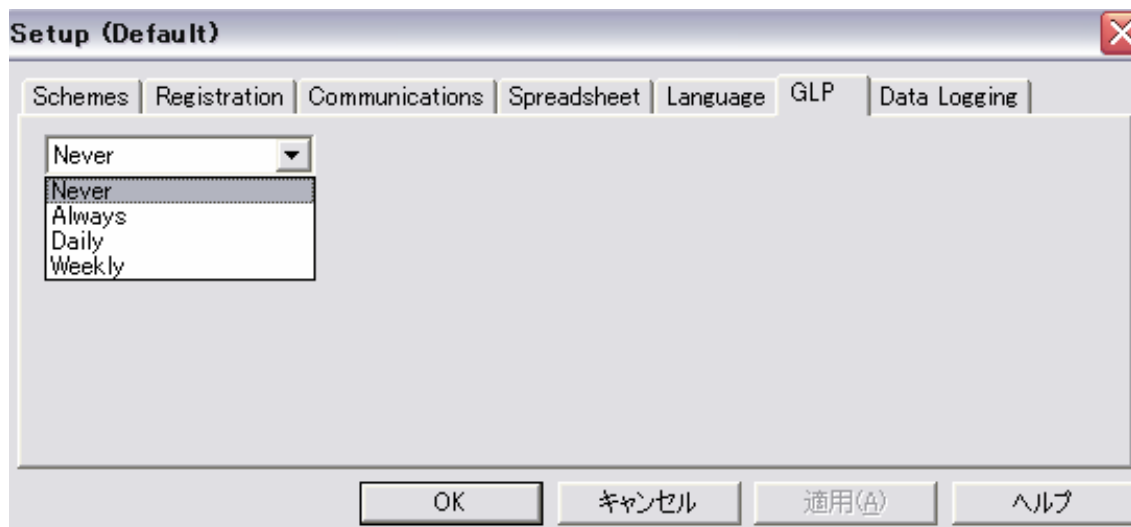 Setup (Default)
Schemes Registration Communications Spreadsheet Language GLP Data Logging
Never
Never
Always
Daily
Weekly
OK キャンセル 適用(A) ヘルプ